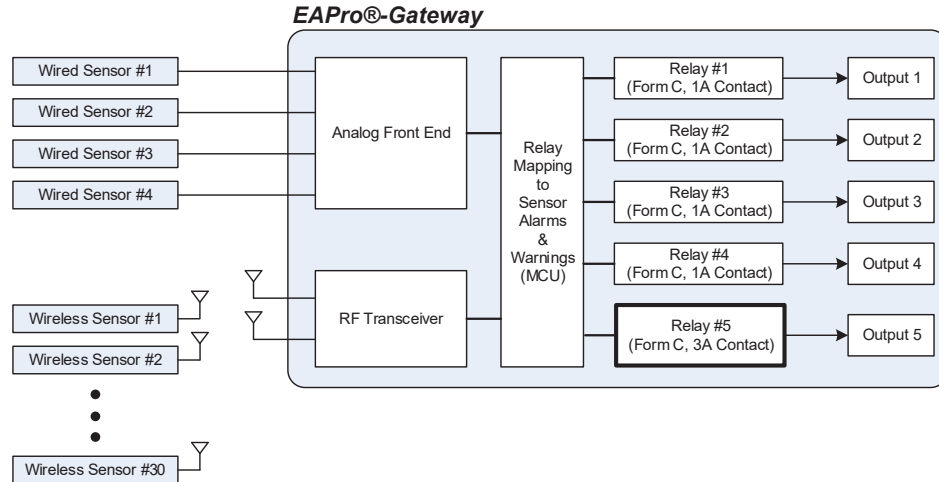 EAPro®-Gateway
Wired Sensor #1
Wired Sensor #2
Wired Sensor #3
Wired Sensor #4
Wireless Sensor #1
Wireless Sensor #2
Wireless Sensor #30
Analog Front End
RF Transceiver
Relay
Mapping
to
Sensor
Alarms
&
Warnings
(MCU)
Relay #1
(Form C, 1A Contact)
Relay #2
(Form C, 1A Contact)
Relay #3
(Form C, 1A Contact)
Relay #4
(Form C, 1A Contact)
Relay #5
(Form C, 3A Contact)
Output 1
Output 2
Output 3
Output 4
Output 5